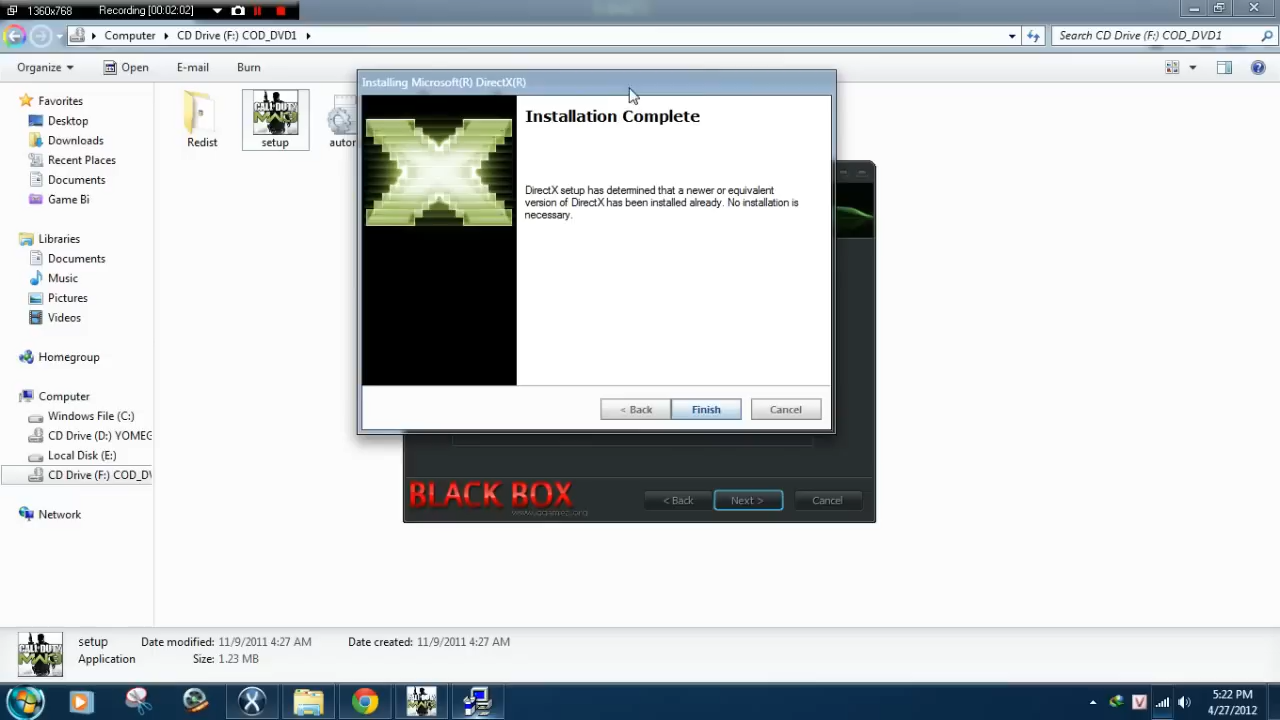 1360x768
Recording [00:02:02]
Computer
CD Drive (F:) COD_DVD1
Search CD Drive (F:) COD_DVD1
Organize
Open
E-mail
Burn
Favorites
Desktop
Downloads
Recent Places
Documents
Game Bi
Libraries
Documents
Music
Pictures
Videos
Homegroup
Computer
Windows File (C:)
CD Drive (D:) YOMEG
Local Disk (E:)
CD Drive (F:) COD_DV
Network
Redist
CALL OF DUTY
MW3
setup
autor
Installing Microsoft(R) DirectX(R)
Installation Complete
DirectX setup has determined that a newer or equivalent
version of DirectX has been installed already. No installation is
necessary.
< Back
Finish
Cancel
BLACK BOX
< Back
Next >
Cancel
setup
Date modified: 11/9/2011 4:27 AM
Date created: 11/9/2011 4:27 AM
Application
Size: 1.23 MB
5:22 PM
4/27/2012